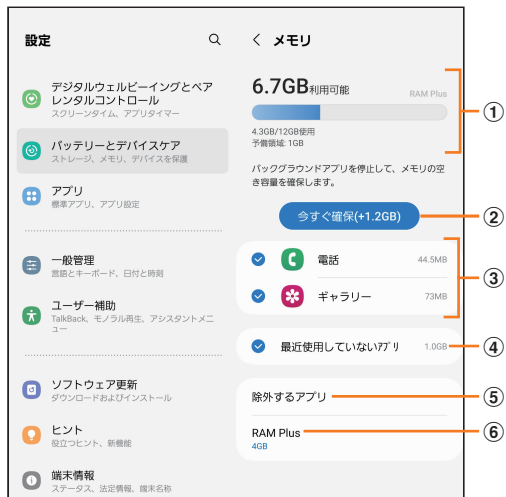 設定
デジタルウェルビーイングとペア
レンタルコントロール
スクリーンタイム、アプリタイマー
バッテリーとデバイスケア
ストレージ、メモリ、デバイスを保護
アプリ
標準アプリ、アプリ設定
一般管理
言語とキーボード、日付と時刻
ユーザー補助
TalkBack、モノラル再生、アシスタントメニ
ュー
ソフトウェア更新
ダウンロードおよびインストール
ヒント
役立つヒント、新機能
端末情報
ステータス、法定情報、端末名称
メモリ
6.7GB利用可能
RAM Plus
4.3GB/12GB使用
予備領域: 1GB
バックグラウンドアプリを停止して、メモリの空
き容量を確保します。
今すぐ確保(+1.2GB)
電話 44.5MB
ギャラリー 73MB
最近使用していないアプリ 1.0GB
除外するアプリ
RAM Plus
4GB
①
②
③
④
⑤
⑥